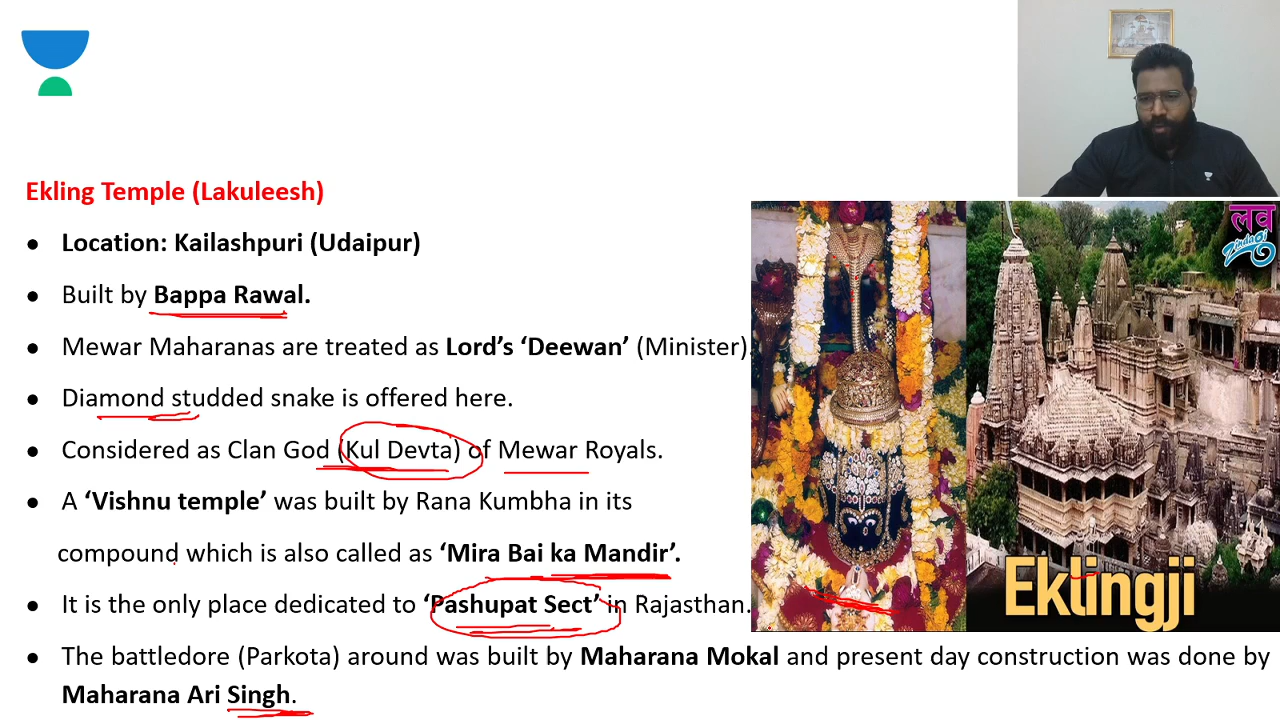 Ekling Temple (Lakuleesh)
● Location: Kailashpuri (Udaipur)
● Built by Bappa Rawal.
● Mewar Maharanas are treated as Lord's 'Deewan' (Minister).
● Diamond studded snake is offered here.
● Considered as Clan God (Kul Devta) of Mewar Royals.
● A 'Vishnu temple' was built by Rana Kumbha in its
compound which is also called as 'Mira Bai ka Mandir'.
● It is the only place dedicated to 'Pashupat Sect' in Rajasthan.
● The battledore (Parkota) around was built by Maharana Mokal and present day construction was done by
Maharana Ari Singh.
लव
Zindagi
Eklingji